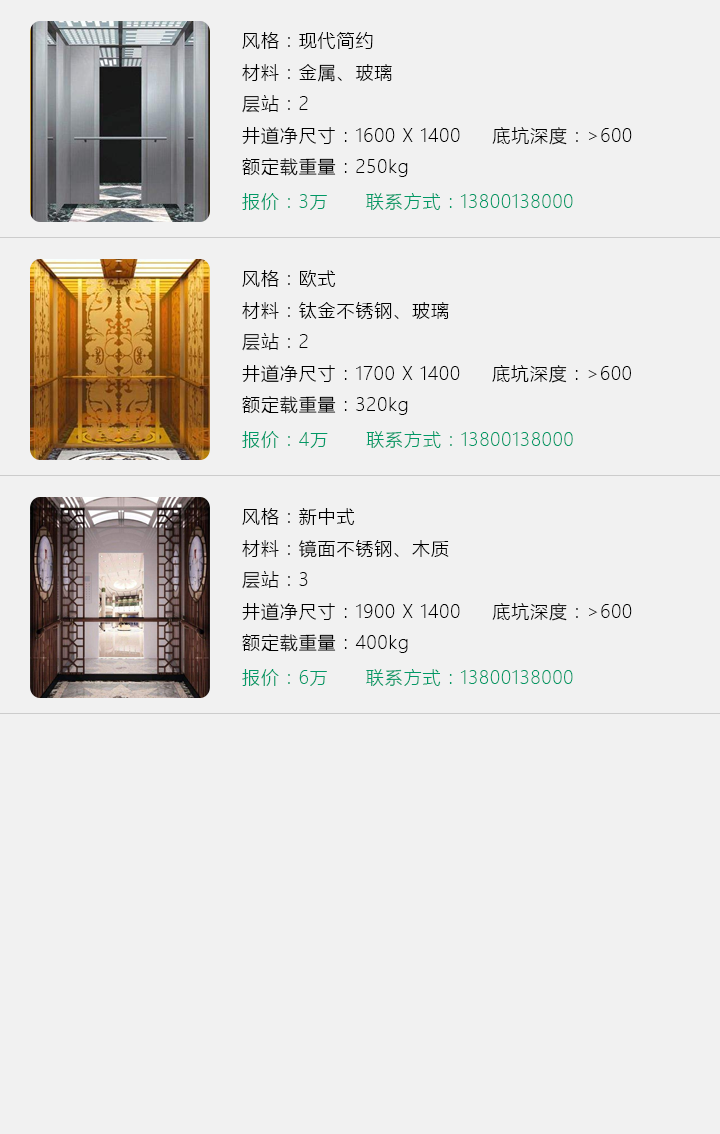 风格：现代简约
材料：金属、玻璃
层站：2
井道净尺寸：1600 X 1400 底坑深度：>600
额定载重量：250kg
报价：3万 联系方式：13800138000
风格：欧式
材料：钛金不锈钢、玻璃
层站：2
井道净尺寸：1700 X 1400 底坑深度：>600
额定载重量：320kg
报价：4万 联系方式：13800138000
风格：新中式
材料：镜面不锈钢、木质
层站：3
井道净尺寸：1900 X 1400 底坑深度：>600
额定载重量：400kg
报价：6万 联系方式：13800138000